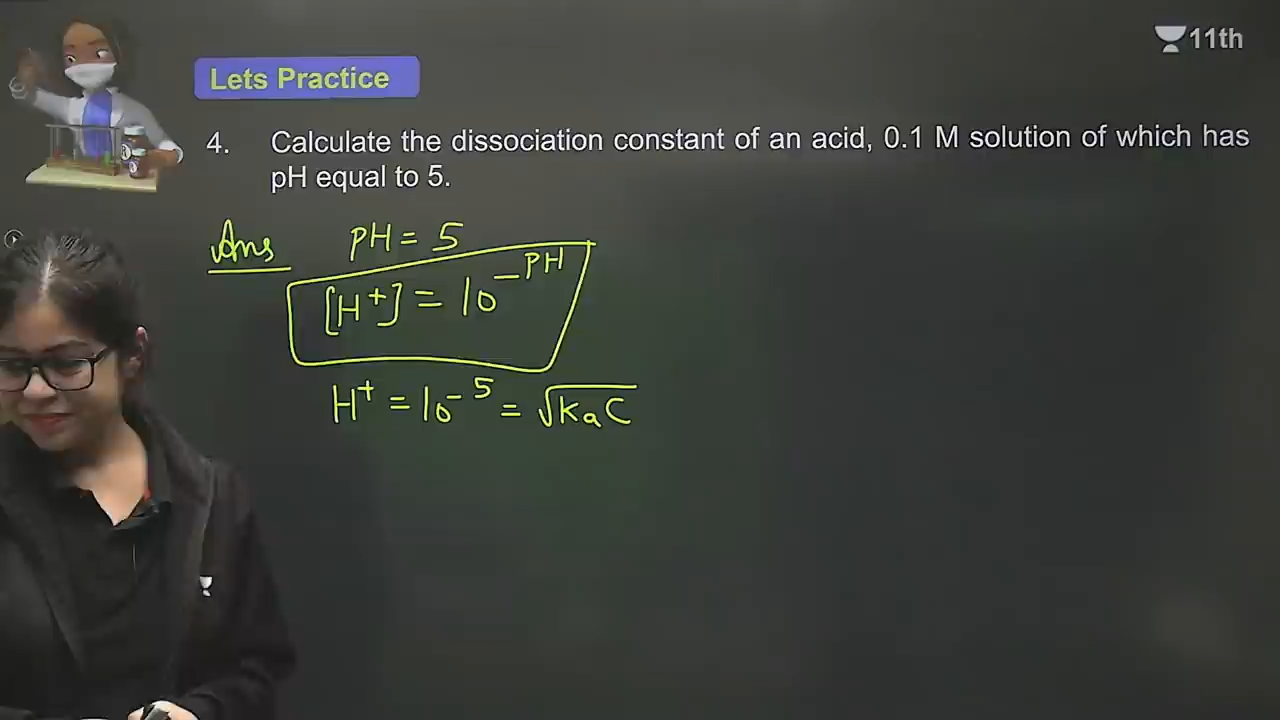 11th
Lets Practice
4. Calculate the dissociation constant of an acid, 0.1 M solution of which has
pH equal to 5.
Ans PH = 5
[H+] = 10^-PH
H+ = 10^-5 = √KaC